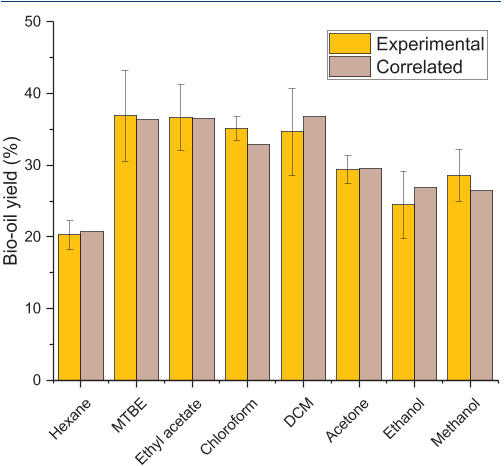 50
40
30
20
10
0
Bio-oil yield (%)
Experimental
Correlated
Hexane
MTBE
Ethyl acetate
Chloroform
DCM
Acetone
Ethanol
Methanol